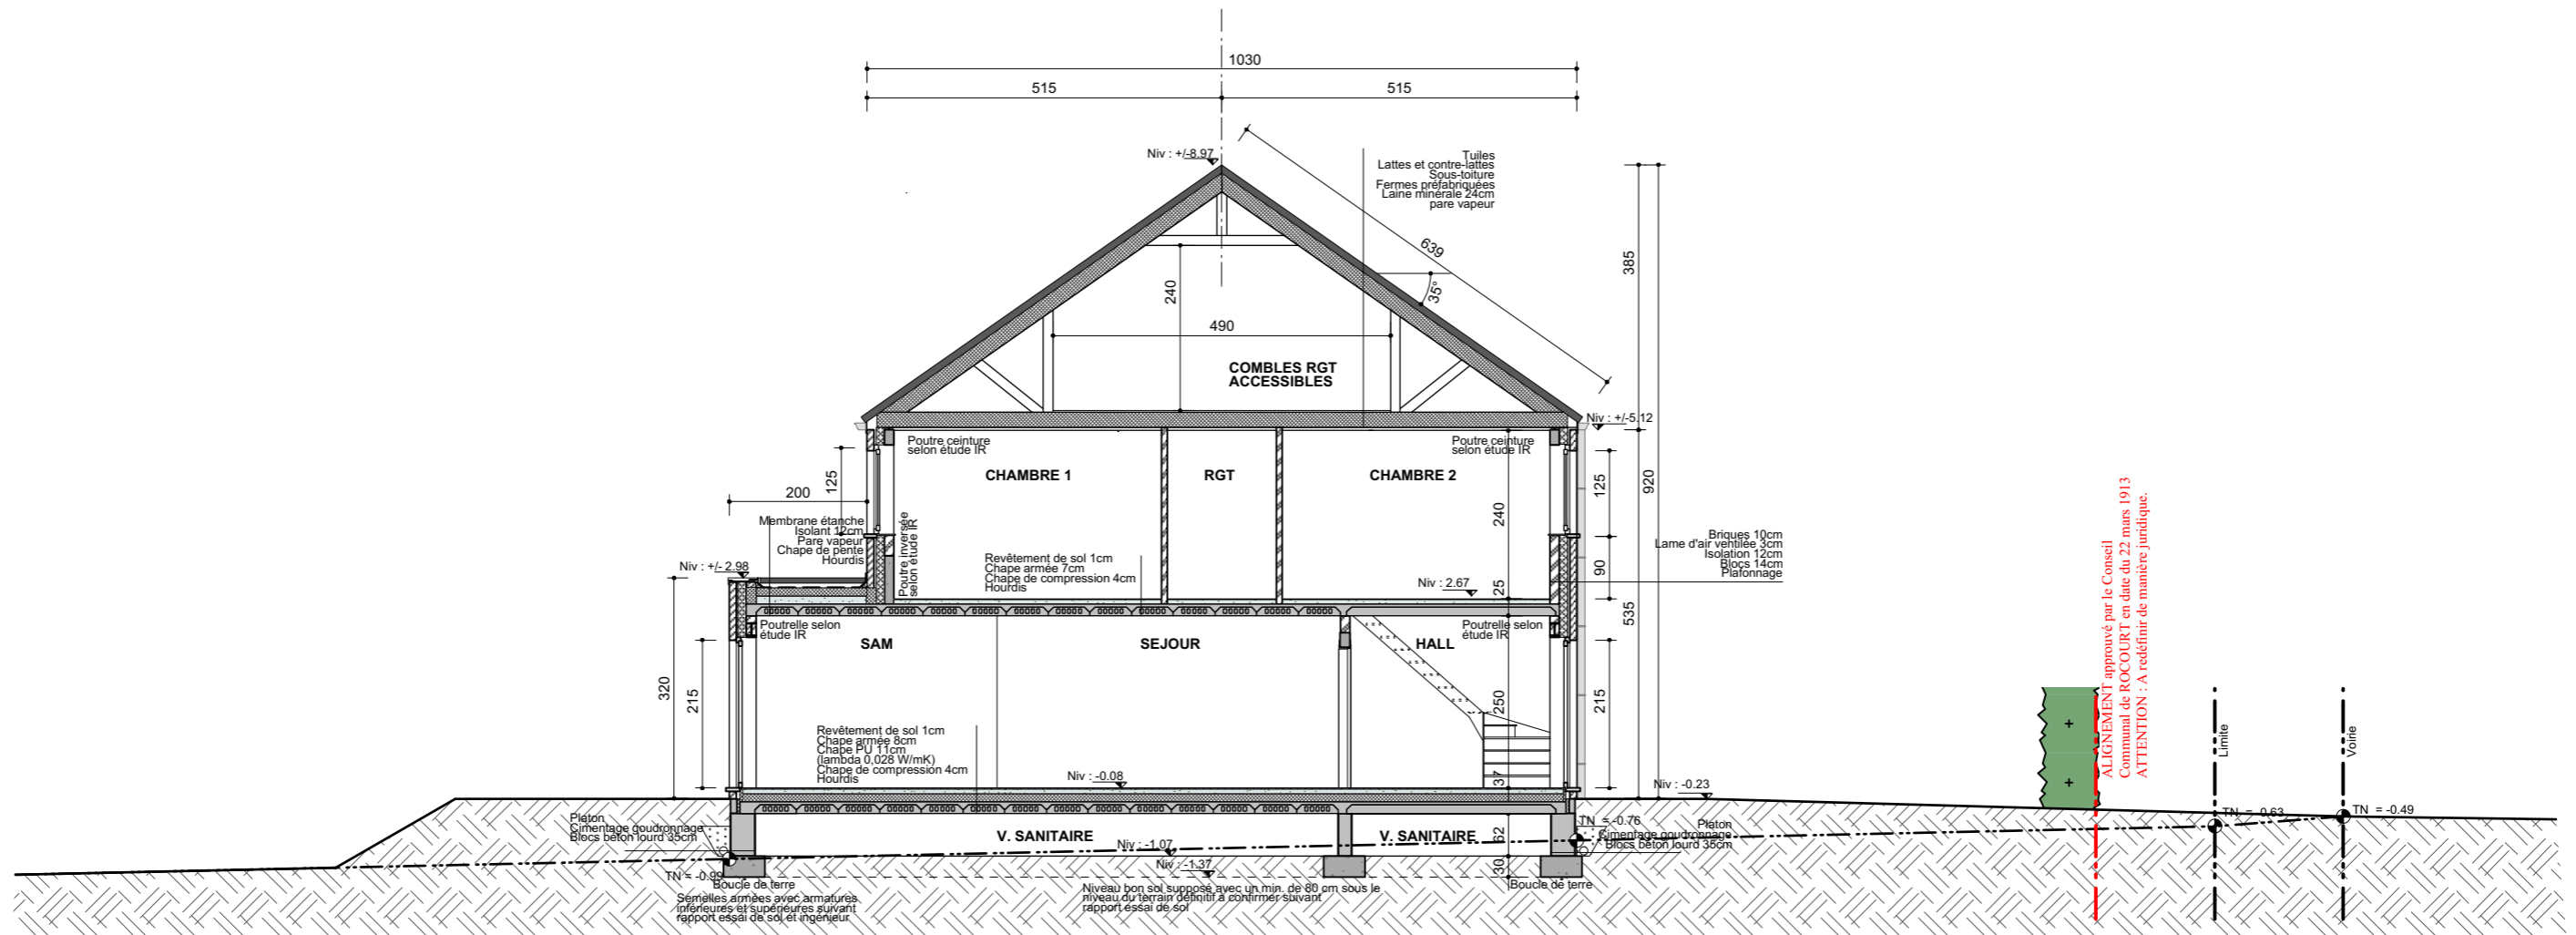 1030
515
515
Niv : +/-8.97
Tuiles
Lattes et contre-lattes
Sous-toiture
Fermes préfabriquées
Laine minérale 24cm
pare vapeur
639
35°
385
240
490
COMBLES RGT
ACCESSIBLES
Niv : +/-5.12
Poutre ceinture
selon étude IR
Poutre ceinture
selon étude IR
CHAMBRE 1
RGT
CHAMBRE 2
125
125
920
200
240
Membrane étanche
Isolant 12cm
Pare vapeur
Chape de pente
Hourdis
Poutre inversée
selon étude IR
Briques 10cm
Lame d'air ventilée 3cm
Isolation 12cm
Blocs 14cm
Plafonnage
Revêtement de sol 1cm
Chape armée 7cm
Chape de compression 4cm
Hourdis
Niv : +/- 2.98
Niv : 2.67
25
90
535
Poutrelle selon
étude IR
Poutrelle selon
étude IR
SAM
SEJOUR
HALL
320
215
250
215
Revêtement de sol 1cm
Chape armée 8cm
Chape PU 11cm
(lambda 0,028 W/mK)
Chape de compression 4cm
Hourdis
Niv : -0.08
37
Niv : -0.23
ALIGNEMENT approuvé par le Conseil
Communal de ROCOURT en date du 22 mars 1913
ATTENTION : A redéfinir de manière juridique.
Limite
Voirie
TN = -0.63
TN = -0.49
Platon
Cimentage goudronnage
Blocs béton lourd 35cm
V. SANITAIRE
V. SANITAIRE
62
TN = -0.76
Platon
Cimentage goudronnage
Blocs béton lourd 35cm
Niv : -1.07
Niv : -1.37
30
TN = -0.99
Boucle de terre
Boucle de terre
Semelles armées avec armatures
inférieures et supérieures suivant
rapport essai de sol et ingénieur
Niveau bon sol supposé avec un min. de 80 cm sous le
niveau du terrain définitif à confirmer suivant
rapport essai de sol